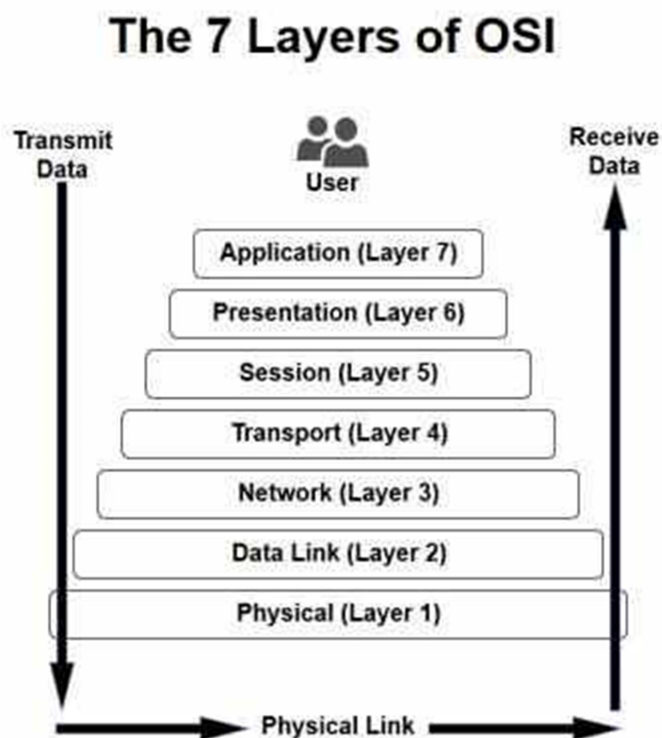 The 7 Layers of OSI
Transmit
Data
User
Receive
Data
Application (Layer 7)
Presentation (Layer 6)
Session (Layer 5)
Transport (Layer 4)
Network (Layer 3)
Data Link (Layer 2)
Physical (Layer 1)
Physical Link